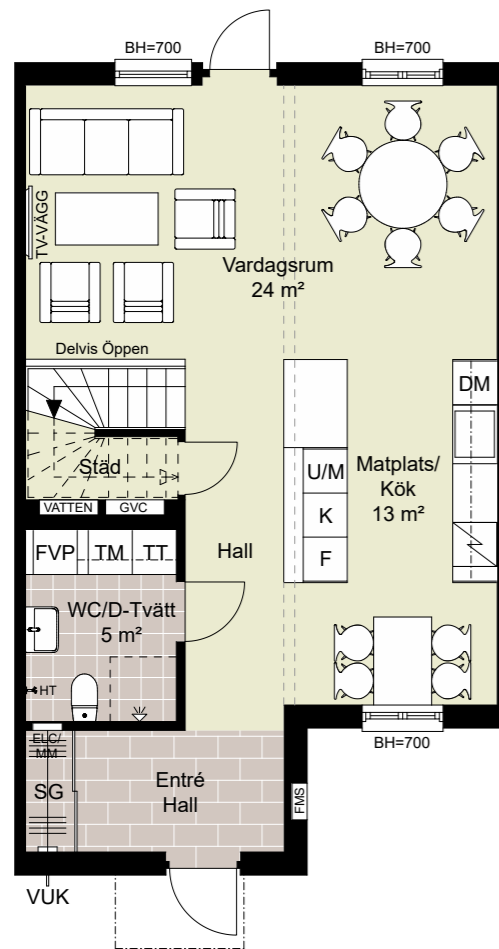 BH=700
BH=700
TV-VÄGG
Vardagsrum
24 m²
Delvis Öppen
DM
Städ
U/M
Matplats/
Kök
13 m²
K
F
VATTEN
GVC
Hall
FVP
TM
TT
WC/D-Tvätt
5 m²
HT
ELC/
MM
BH=700
SG
Entré
Hall
FMS
VUK